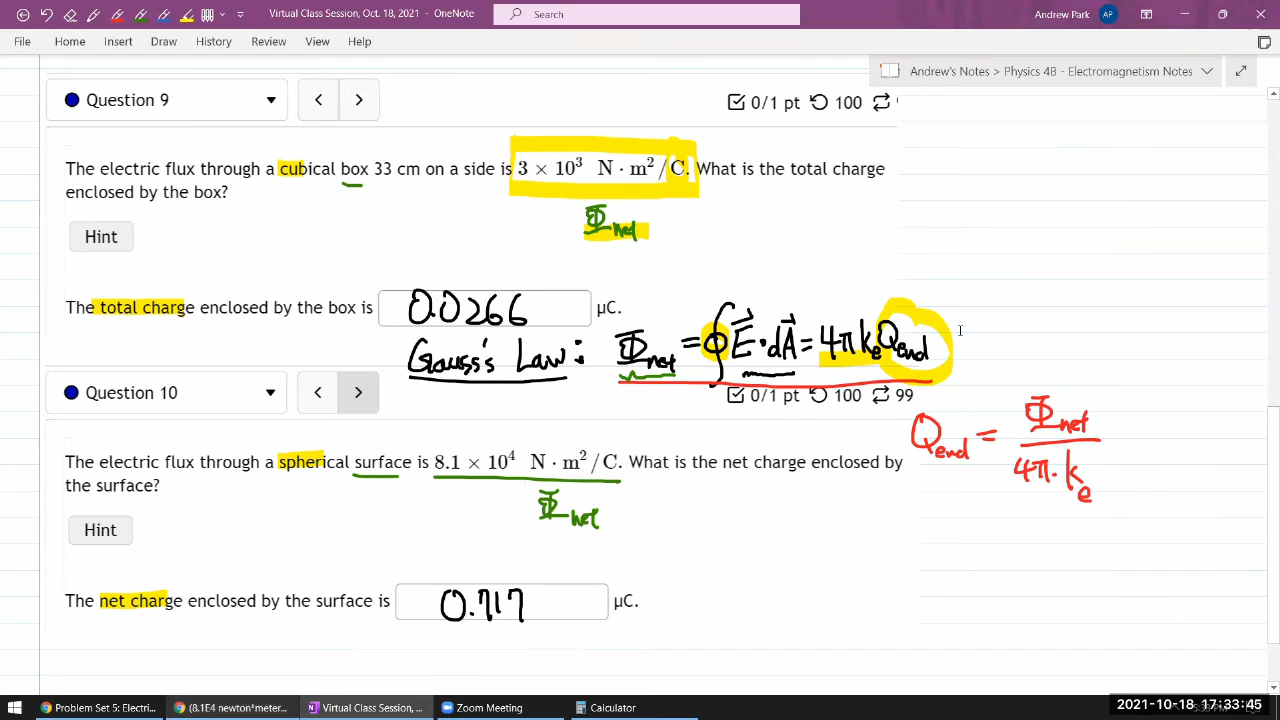 Virtual Class Session, Oct 18, 2021 - OneNote
Search
Andrew Park
AP
File Home Insert Draw History Review View Help
Andrew's Notes > Physics 4B - Electromagnetism Notes
Question 9
0/1 pt 100
The electric flux through a cubical box 33 cm on a side is 3 × 10³ N · m²/C. What is the total charge
enclosed by the box?
Φnet
Hint
The total charge enclosed by the box is 0.0266 μC.
Gauss's Law: Φnet = ∮E⃗·dA⃗ = 4πkeQend
Question 10
0/1 pt 100 99
Qend = Φnet / 4π·ke
The electric flux through a spherical surface is 8.1 × 10⁴ N · m²/C. What is the net charge enclosed by
the surface?
Φnet
Hint
The net charge enclosed by the surface is 0.717 μC.
Problem Set 5: Electri...
(8.1E4 newton*meter...
Virtual Class Session, ...
Zoom Meeting
Calculator
2021-10-18 17:33:45